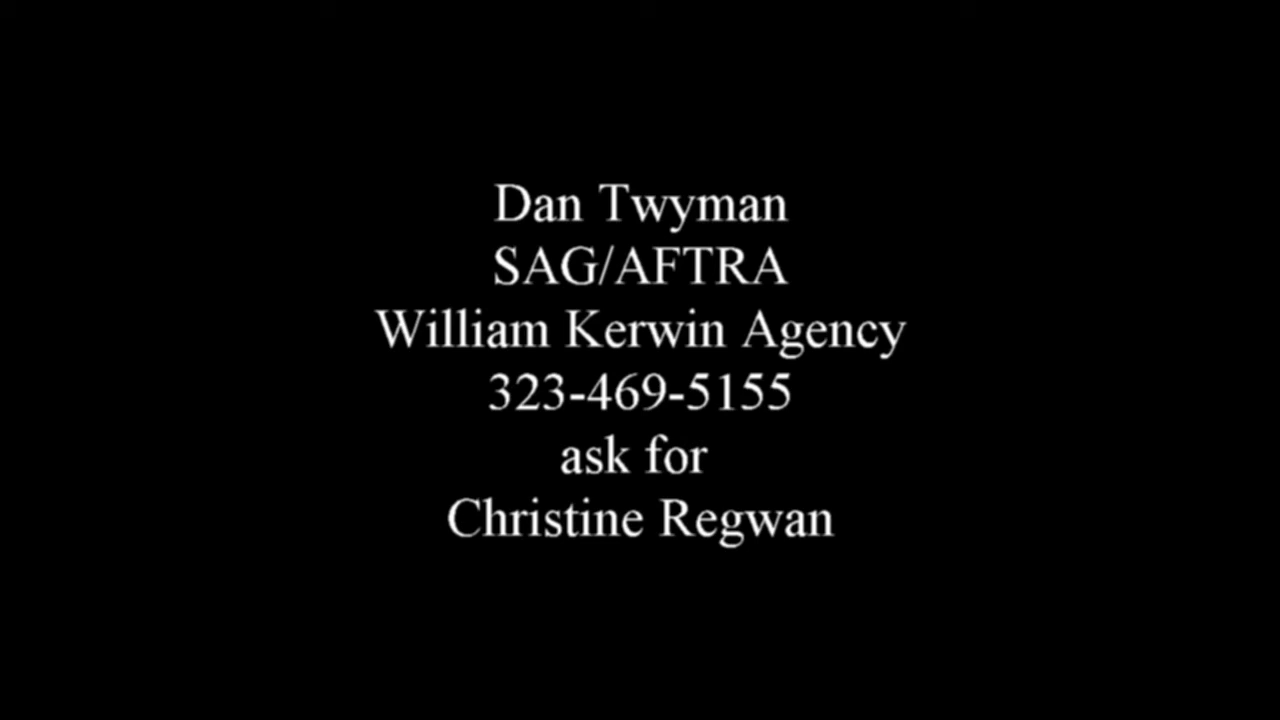 Dan Twyman
SAG/AFTRA
William Kerwin Agency
323-469-5155
ask for
Christine Regwan